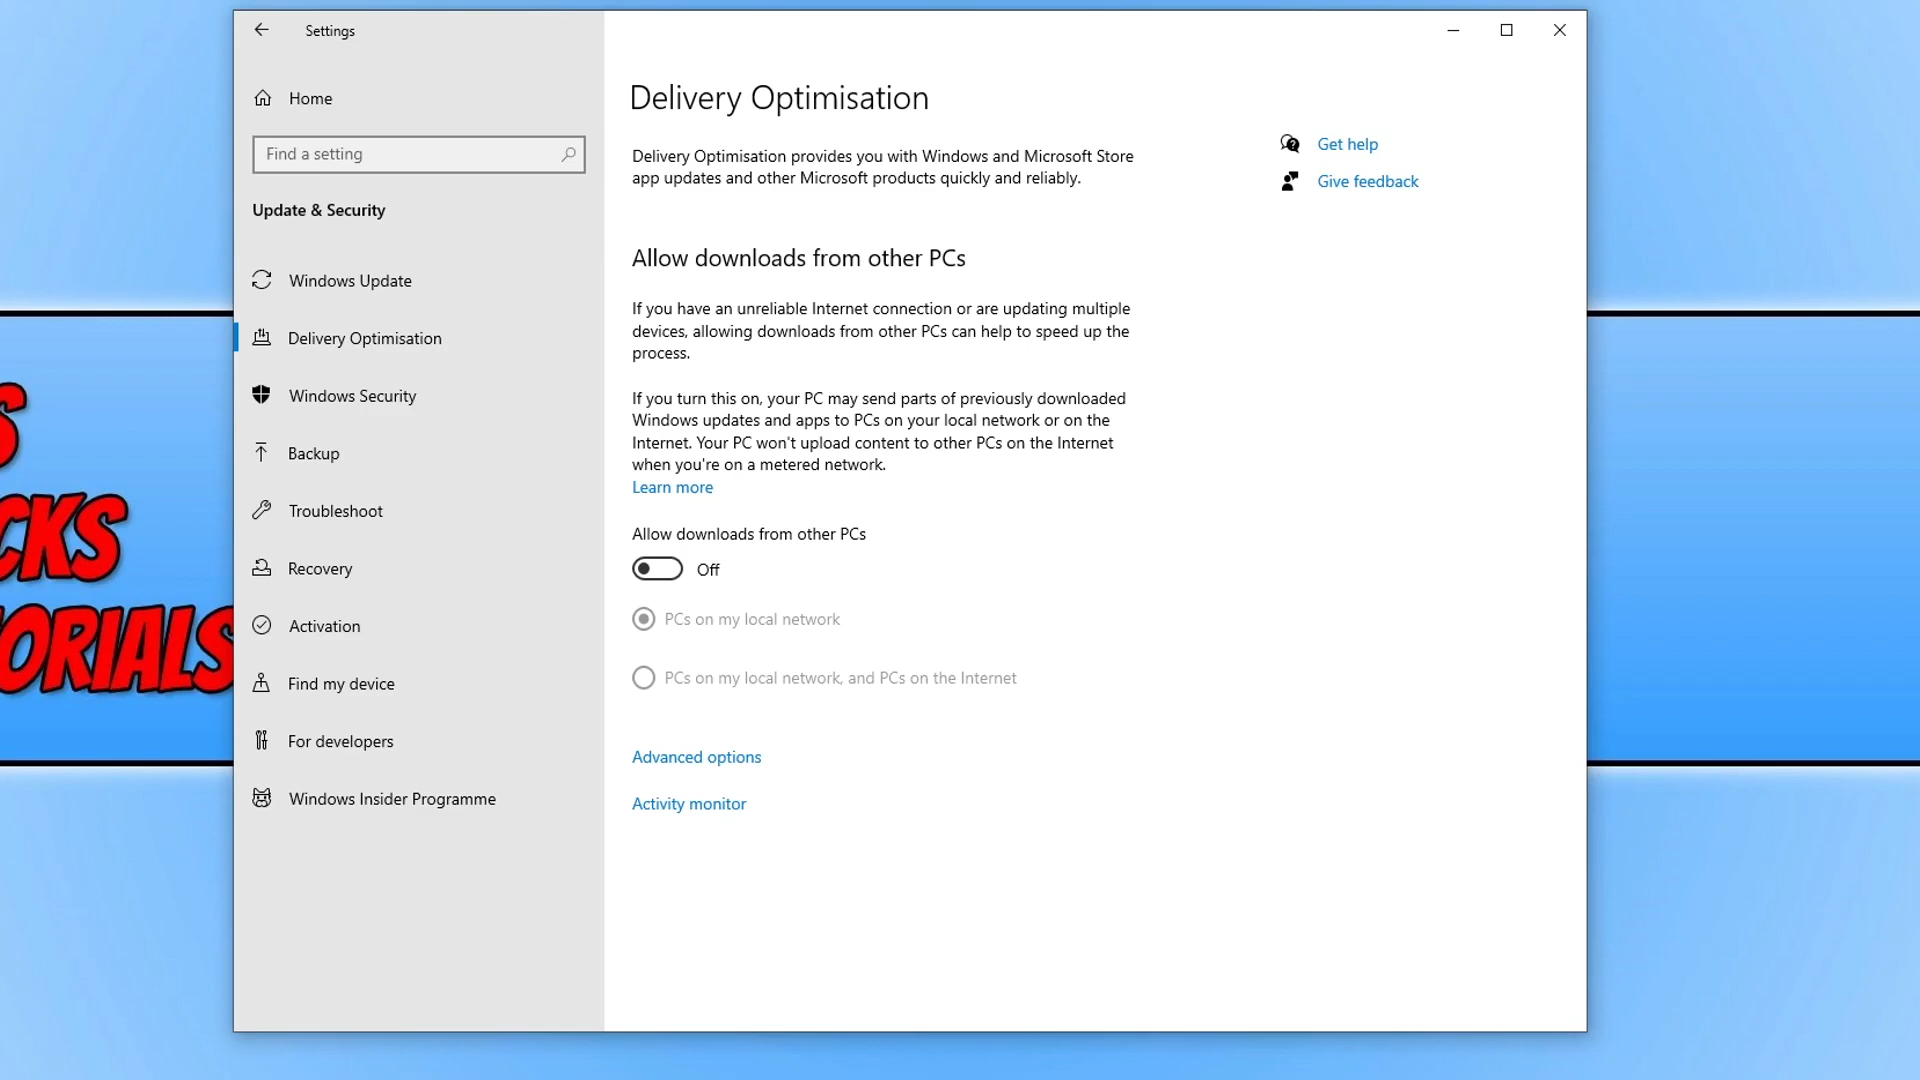 Settings
Home
Find a setting
Update & Security
Windows Update
Delivery Optimisation
Windows Security
Backup
Troubleshoot
Recovery
Activation
Find my device
For developers
Windows Insider Programme
Delivery Optimisation
Delivery Optimisation provides you with Windows and Microsoft Store
app updates and other Microsoft products quickly and reliably.
Allow downloads from other PCs
If you have an unreliable Internet connection or are updating multiple
devices, allowing downloads from other PCs can help to speed up the
process.
If you turn this on, your PC may send parts of previously downloaded
Windows updates and apps to PCs on your local network or on the
Internet. Your PC won't upload content to other PCs on the Internet
when you're on a metered network.
Learn more
Allow downloads from other PCs
Off
PCs on my local network
PCs on my local network, and PCs on the Internet
Advanced options
Activity monitor
Get help
Give feedback
S
CKS
ORIALS